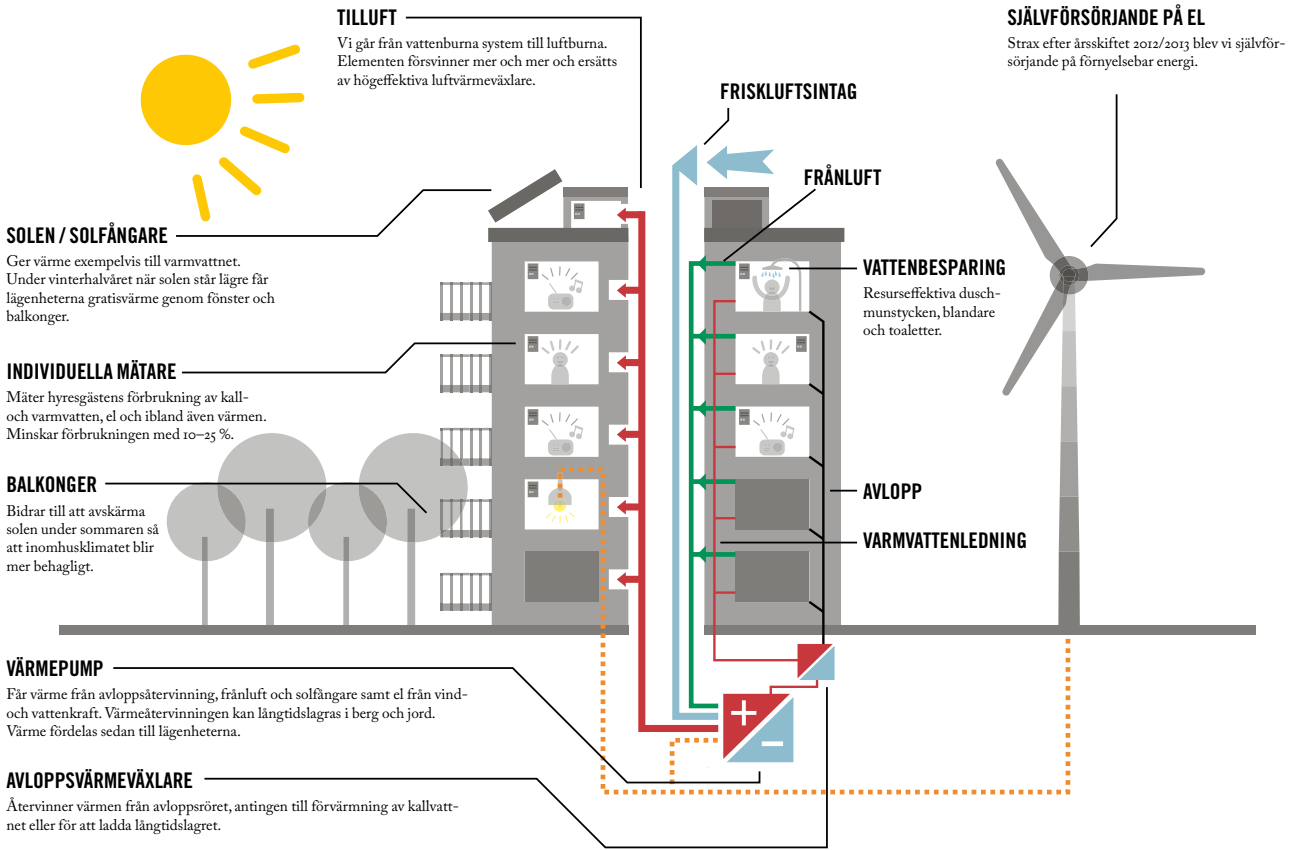 TILLUFT
Vi går från vattenburna system till luftburna.
Elementen försvinner mer och mer och ersätts
av högeffektiva luftvärmeväxlare.
SJÄLVFÖRSÖRJANDE PÅ EL
Strax efter årsskiftet 2012/2013 blev vi självför-
sörjande på förnyelsebar energi.
FRISKLUFTSINTAG
FRÅNLUFT
SOLEN / SOLFÅNGARE
Ger värme exempelvis till varmvattnet.
Under vinterhalvåret när solen står lägre får
lägenheterna gratisvärme genom fönster och
balkonger.
VATTENBESPARING
Resurseffektiva dusch-
munstycken, blandare
och toaletter.
INDIVIDUELLA MÄTARE
Mäter hyresgästens förbrukning av kall-
och varmvatten, el och ibland även värmen.
Minskar förbrukningen med 10–25 %.
BALKONGER
Bidrar till att avskärma
solen under sommaren så
att inomhusklimatet blir
mer behagligt.
AVLOPP
VARMVATTENLEDNING
VÄRMEPUMP
Får värme från avloppsåtervinning, frånluft och solfångare samt el från vind-
och vattenkraft. Värmeåtervinningen kan långtidslagras i berg och jord.
Värme fördelas sedan till lägenheterna.
+
–
AVLOPPSVÄRMEVÄXLARE
Återvinner värmen från avloppsröret, antingen till förvärmning av kallvatt-
net eller för att ladda långtidslagret.